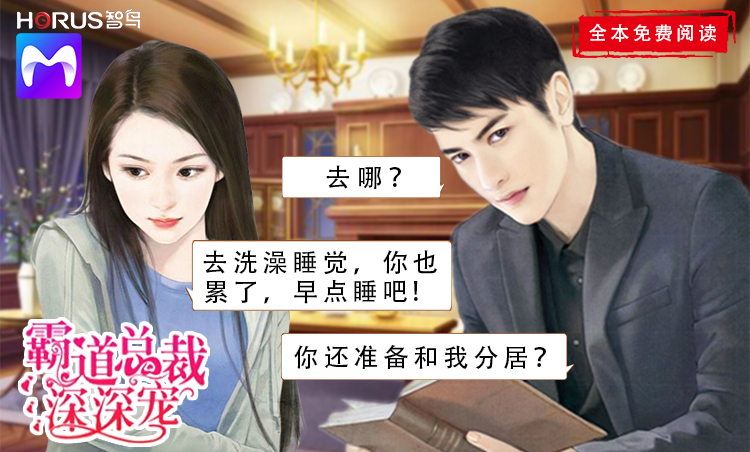 HORUS智鸟
全本免费阅读
去哪？
去洗澡睡觉，你也
累了，早点睡吧！
你还准备和我分居？
霸道总裁
深深宠